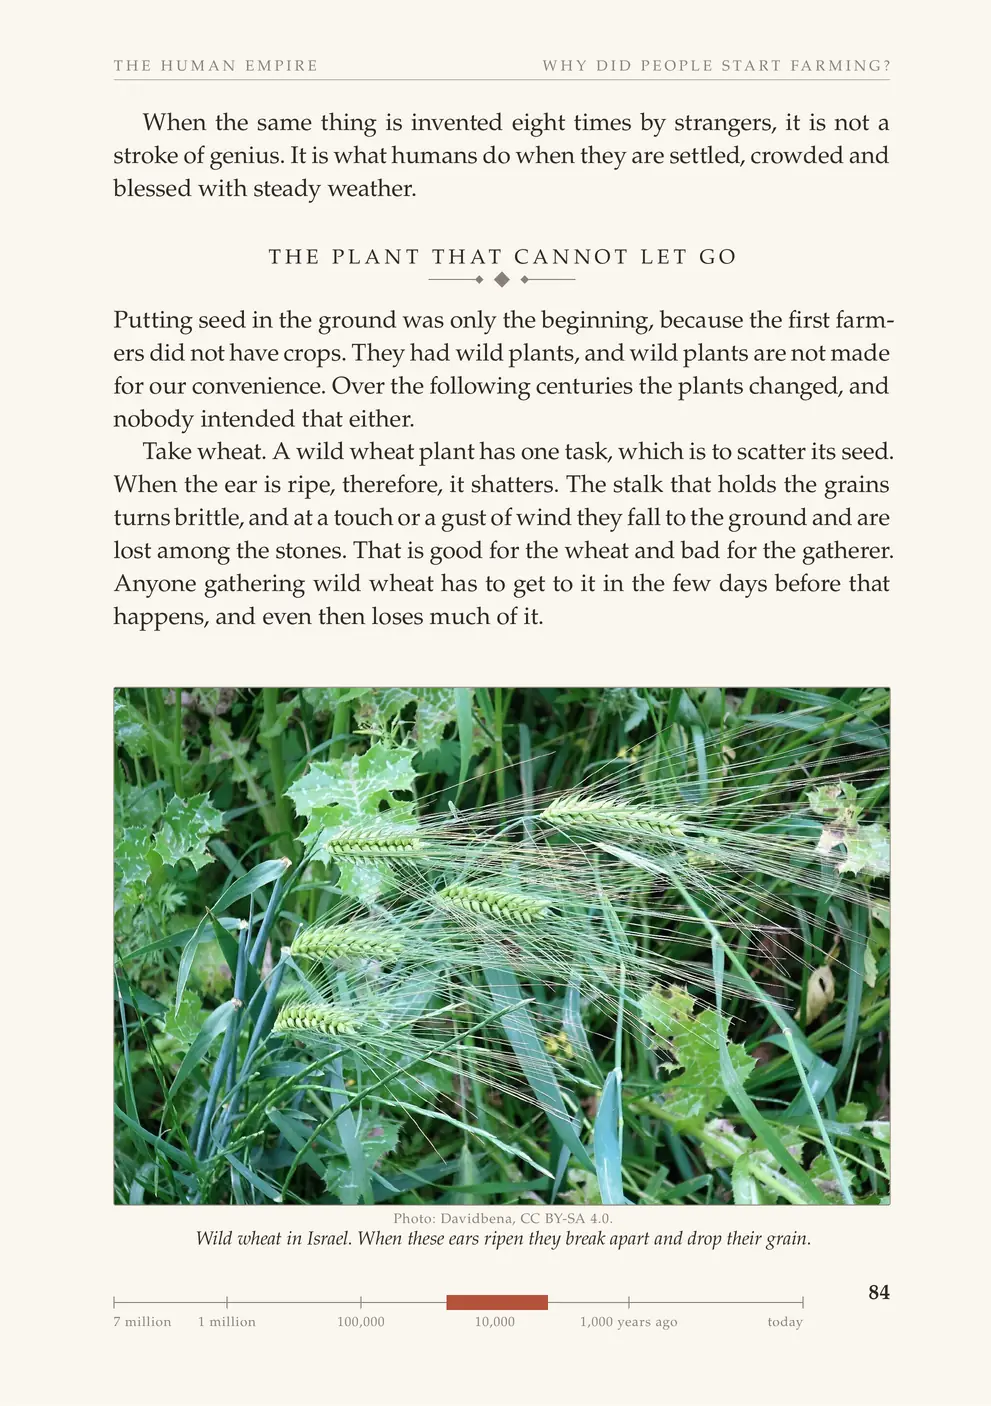 THE HUMAN EMPIRE
WHY DID PEOPLE START FARMING?
When the same thing is invented eight times by strangers, it is not a
stroke of genius. It is what humans do when they are settled, crowded and
blessed with steady weather.
THE PLANT THAT CANNOT LET GO
Putting seed in the ground was only the beginning, because the first farm-
ers did not have crops. They had wild plants, and wild plants are not made
for our convenience. Over the following centuries the plants changed, and
nobody intended that either.
Take wheat. A wild wheat plant has one task, which is to scatter its seed.
When the ear is ripe, therefore, it shatters. The stalk that holds the grains
turns brittle, and at a touch or a gust of wind they fall to the ground and are
lost among the stones. That is good for the wheat and bad for the gatherer.
Anyone gathering wild wheat has to get to it in the few days before that
happens, and even then loses much of it.
Photo: Davidbena, CC BY-SA 4.0.
Wild wheat in Israel. When these ears ripen they break apart and drop their grain.
84
7 million 1 million 100,000 10,000 1,000 years ago today